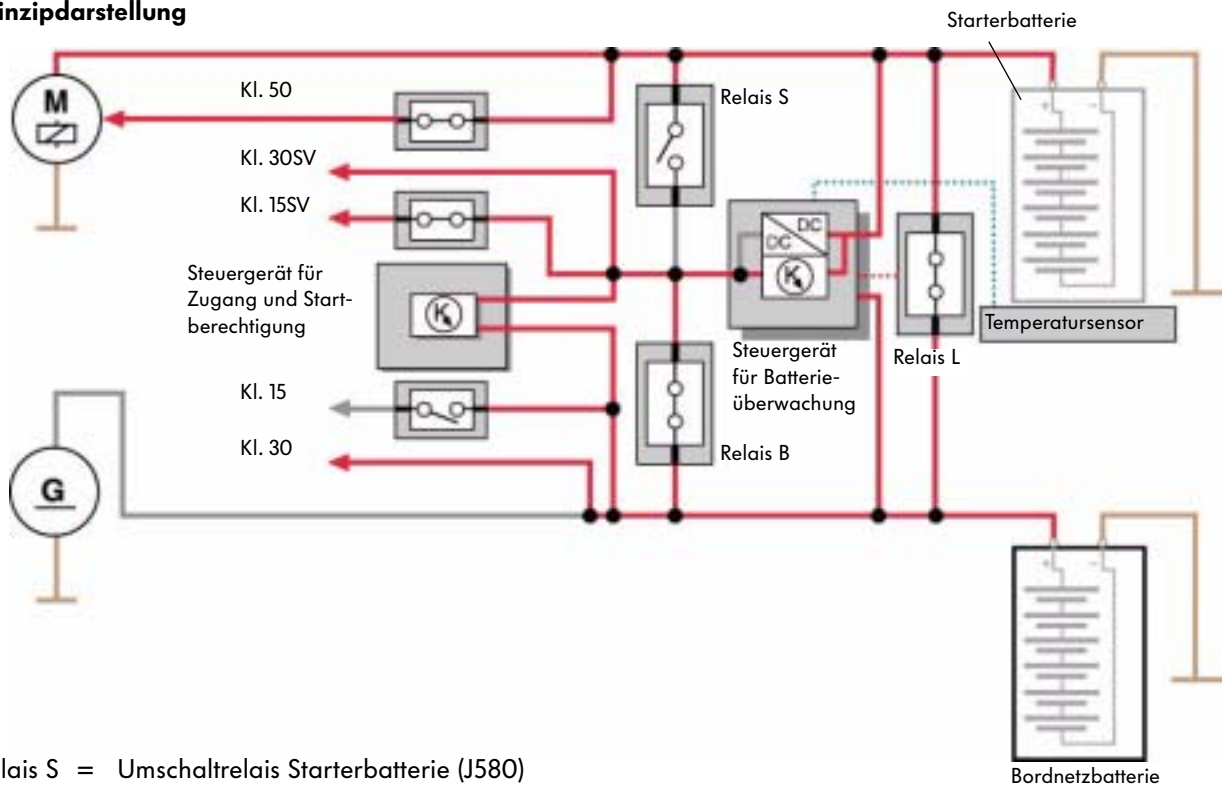 inzipdarstellung
Starterbatterie
M
Kl. 50
Relais S
+ -
Kl. 30SV
Kl. 15SV
DC
DC
Steuergerät für
Zugang und Start-
berechtigung
K
K
Temperatursensor
Steuergerät
für Batterie-
überwachung
Relais L
Kl. 15
Kl. 30
Relais B
G
+ -
lais S = Umschaltrelais Starterbatterie (J580)
Bordnetzbatterie